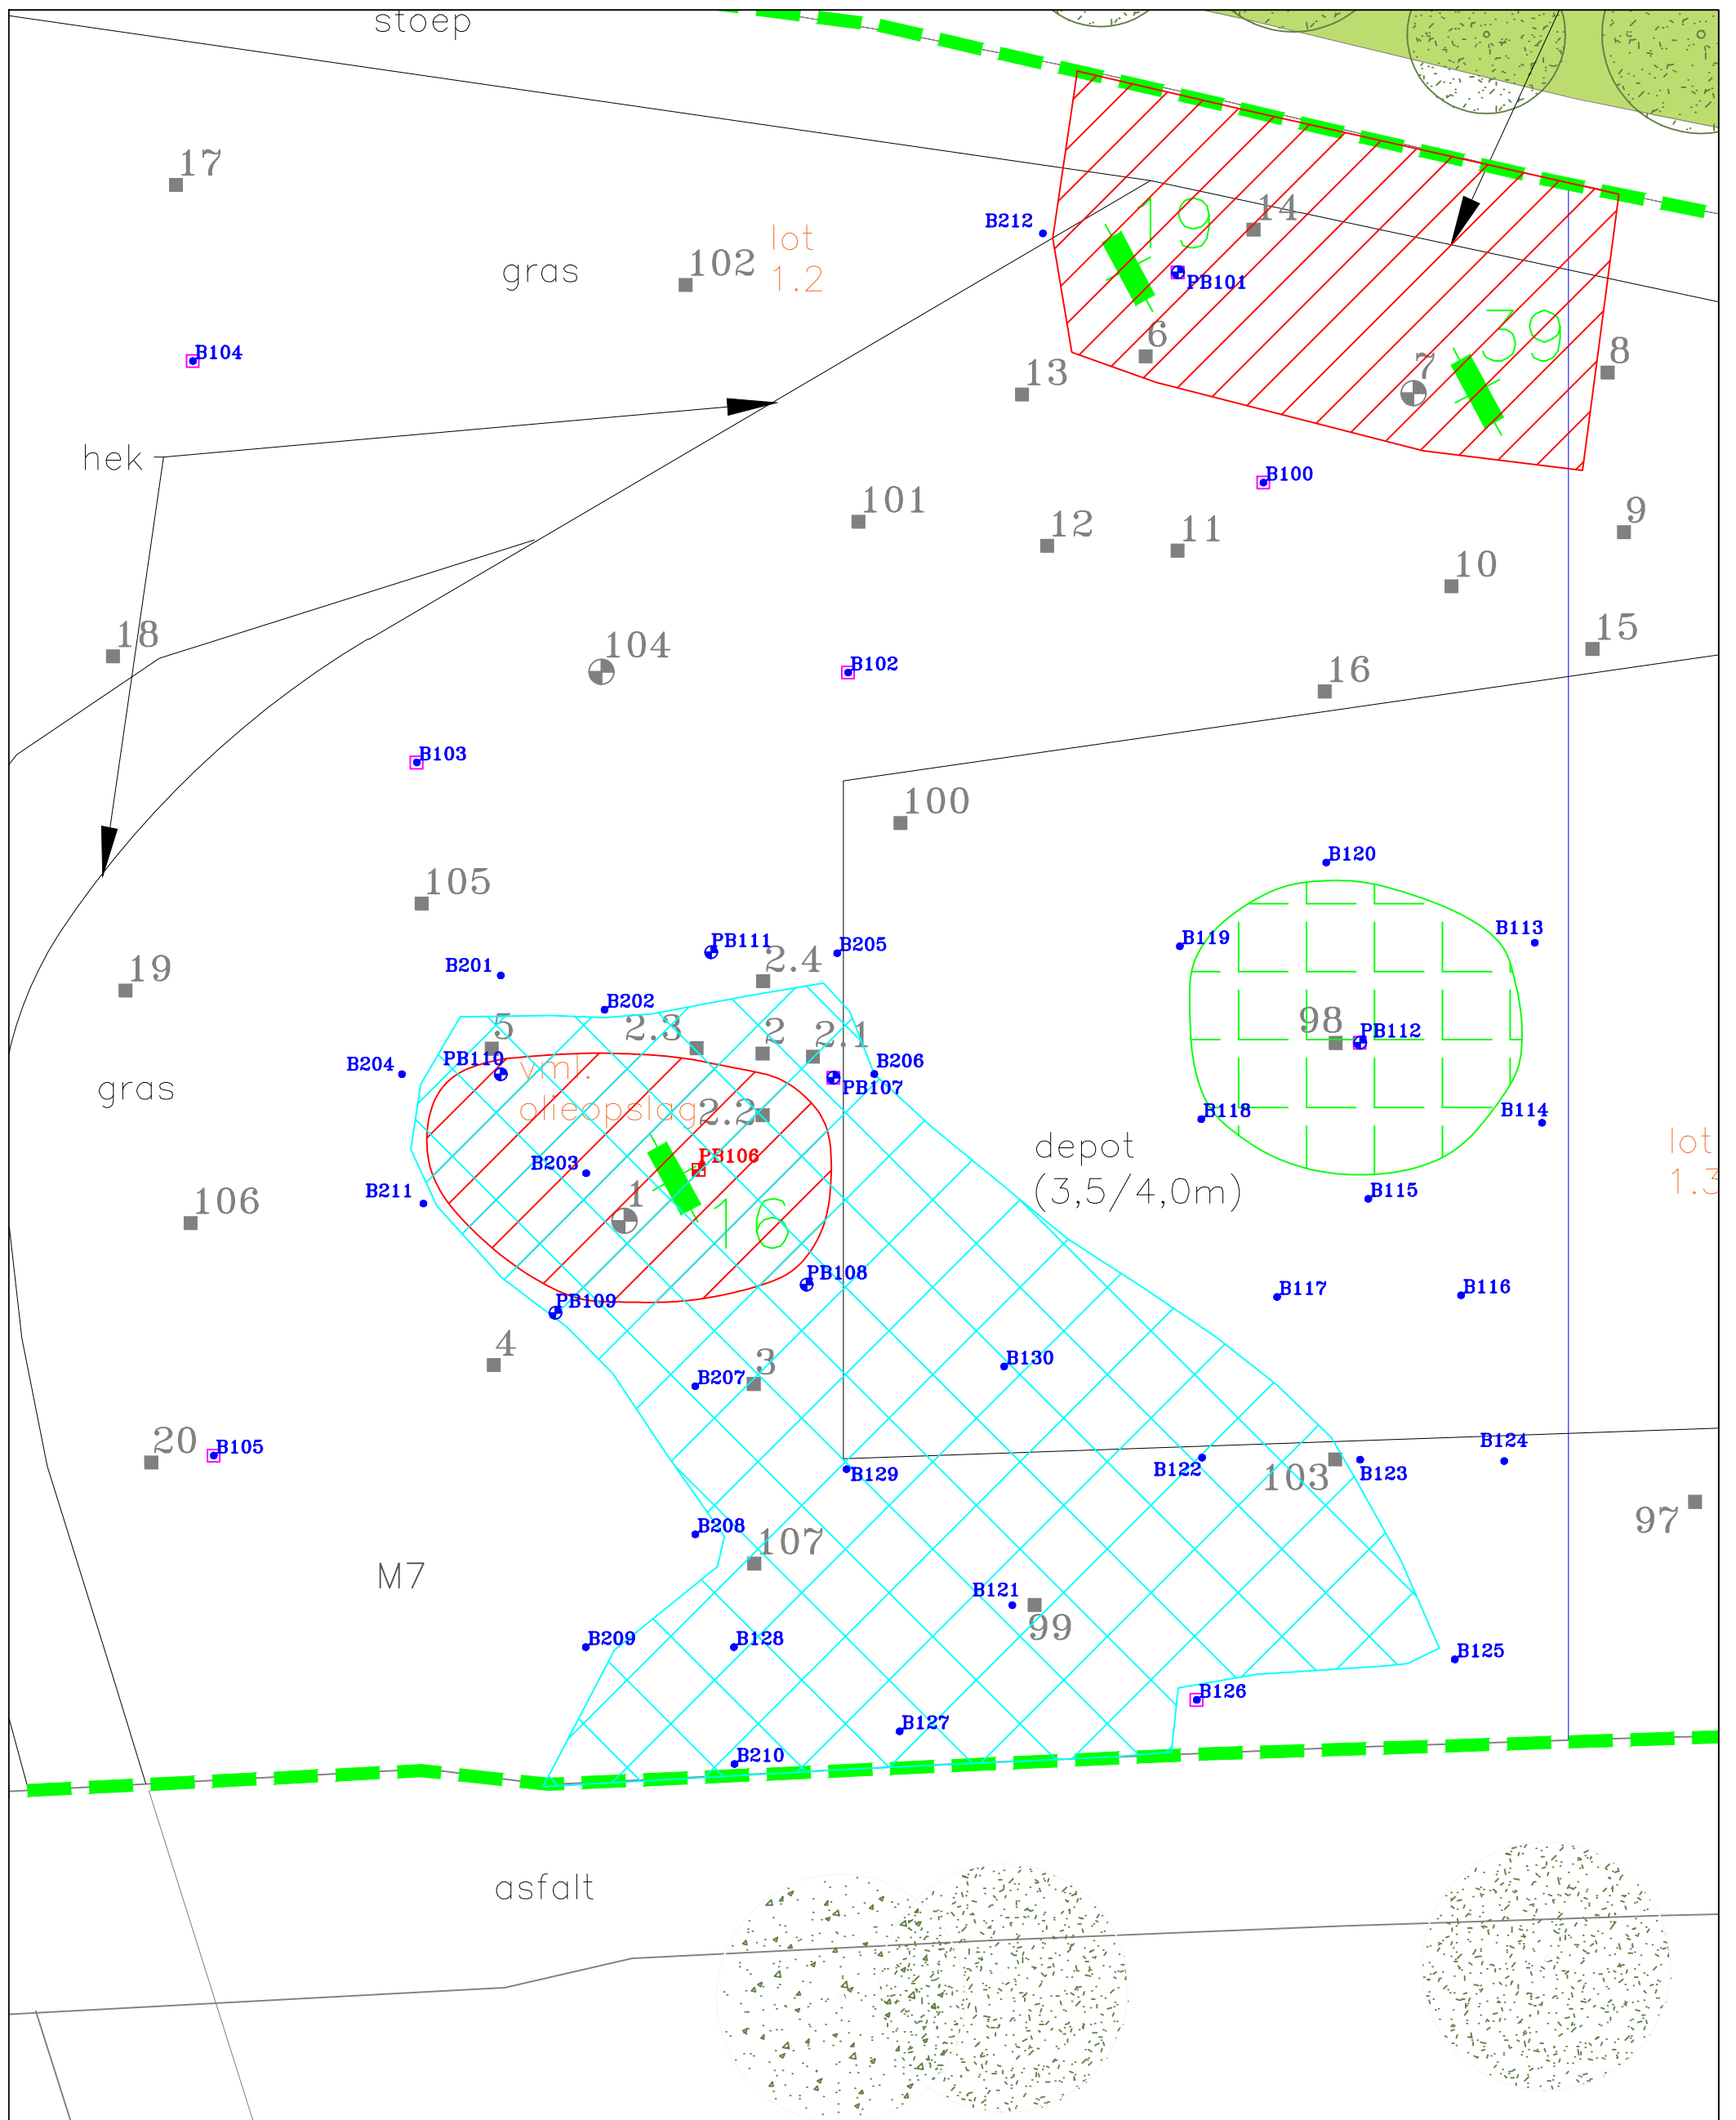 stoep
17
19
14
B212
lot
1.2
102
gras
PB101
39
6
B104
7
8
13
hek
B100
101
9
12
11
10
18
104
15
B102
16
B103
100
B120
105
B113
PB111
B119
B205
2.4
B201
19
B202
5
2.3
2
2.1
98
PB112
B204
PB110
vml.
B206
gras
PB107
olieopslag
2.2
B118
B114
depot
(3,5/4,0m)
lot
1.3
PB106
B203
B211
1
16
106
B115
PB108
B117
B116
PB109
4
3
B130
B207
20
B105
B124
B129
B122
103
B123
97
B208
107
M7
B121
99
B209
B128
B125
B126
B127
B210
asfalt